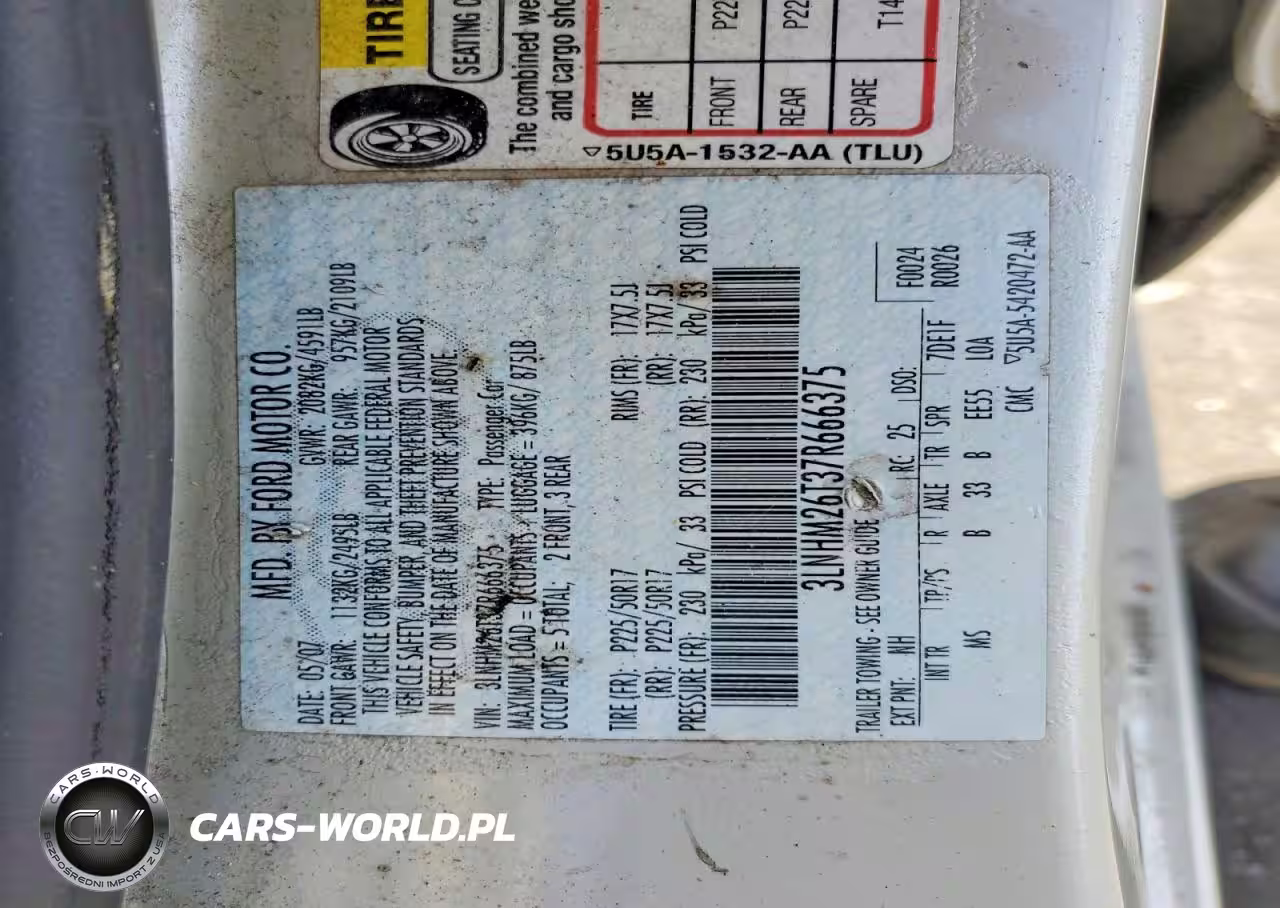 TIRE
SEATING C
The combined we
and cargo sho
TIRE
FRONT P22
REAR P22
SPARE T14
5U5A-1532-AA (TLU)
MFD. BY FORD MOTOR CO.
DATE: 05/07 GVWR: 2082KG/4591LB
FRONT GAWR: 1132KG/2495LB REAR GAWR: 957KG/2109LB
THIS VEHICLE CONFORMS TO ALL APPLICABLE FEDERAL MOTOR
VEHICLE SAFETY, BUMPER, AND THEFT PREVENTION STANDARDS
IN EFFECT ON THE DATE OF MANUFACTURE SHOWN ABOVE.
VIN: 3LNHM26T37R666375 TYPE: Passenger Car
MAXIMUM LOAD = OCCUPANTS / LUGGAGE = 396KG/ 875LB
OCCUPANTS = 5 TOTAL, 2 FRONT, 3 REAR
TIRE (FR): P225/50R17 RIMS (FR): 17X7.5J
(RR): P225/50R17 (RR): 17X7.5J
PRESSURE (FR): 230 kPa/ 33 PSI COLD (RR): 230 kPa/ 33 PSI COLD
3LNHM26T37R666375
TRAILER TOWING - SEE OWNER GUIDE
F0024
EXT PNT: NH RC: 25 DSO: R0026
INT TR TP/PS R AXLE TR SPR 7DE1F
MS B 33 B EE55 LOA
CMC 5U5A-5420472-AA
CARS-WORLD
CW
BEZPOŚREDNI IMPORT Z USA
CARS-WORLD.PL